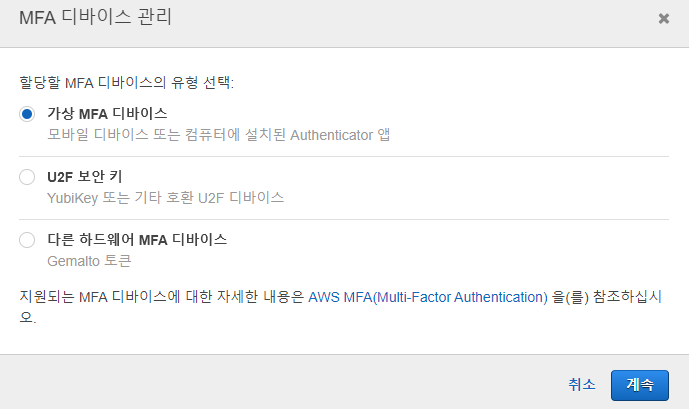 MFA 디바이스 관리
할당할 MFA 디바이스의 유형 선택:
가상 MFA 디바이스
모바일 디바이스 또는 컴퓨터에 설치된 Authenticator 앱
U2F 보안 키
YubiKey 또는 기타 호환 U2F 디바이스
다른 하드웨어 MFA 디바이스
Gemalto 토큰
지원되는 MFA 디바이스에 대한 자세한 내용은 AWS MFA(Multi-Factor Authentication) 을(를) 참조하십시
오.
취소 계속